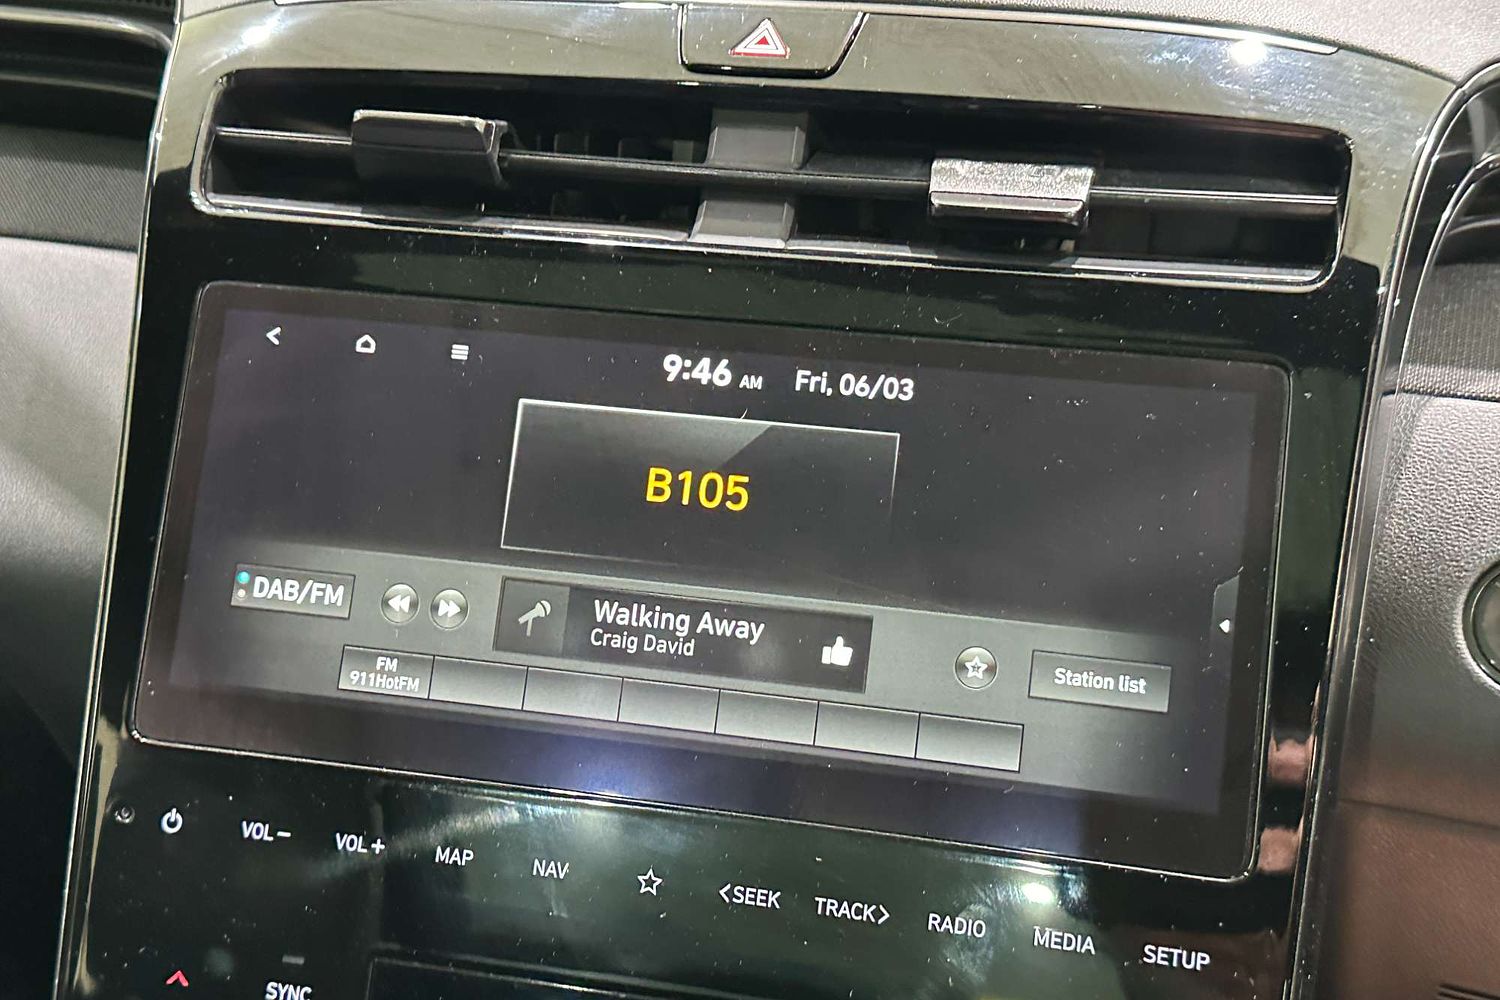 9:46 AM Fri, 06/03
B105
DAB/FM
Walking Away
Craig David
FM
911HotFM
Station list
VOL−
VOL+
MAP
NAV
<SEEK
TRACK>
RADIO
MEDIA
SETUP
SYNC